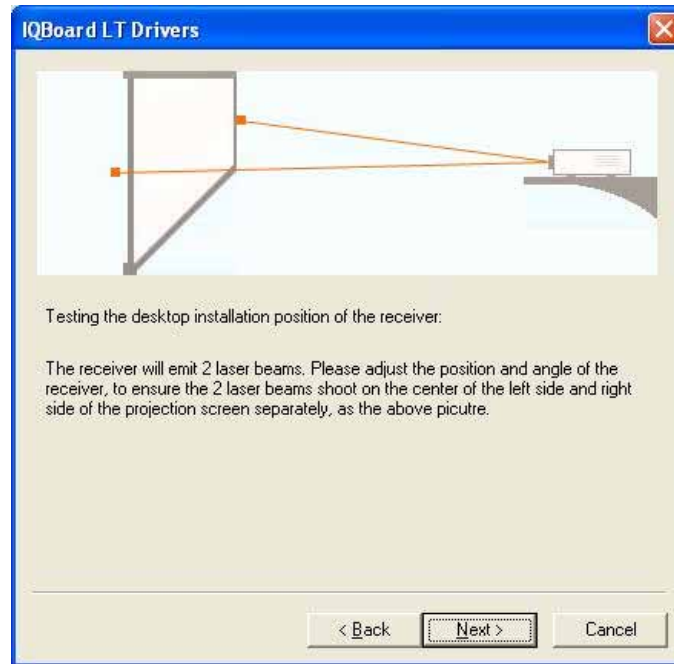 IQBoard LT Drivers
Testing the desktop installation position of the receiver:
The receiver will emit 2 laser beams. Please adjust the position and angle of the
receiver, to ensure the 2 laser beams shoot on the center of the left side and right
side of the projection screen separately, as the above picutre.
< Back
Next >
Cancel